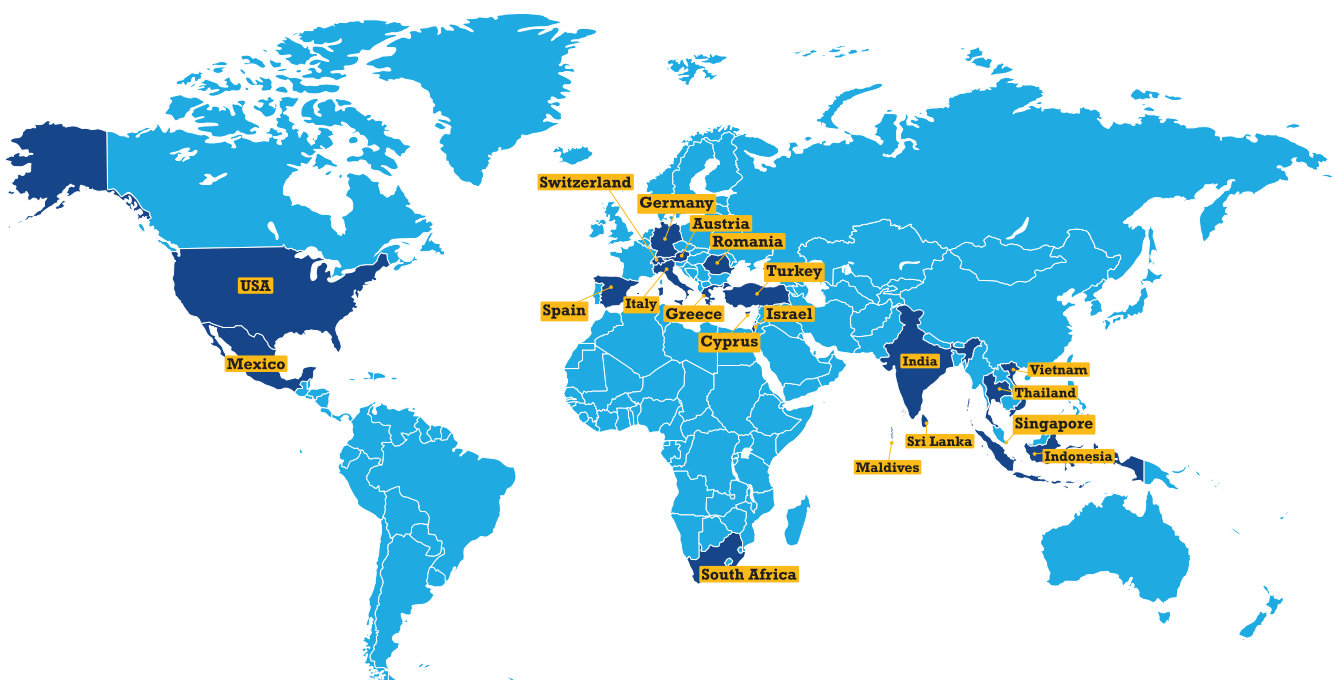 Switzerland
Germany
Austria
Romania
Turkey
USA
Spain
Italy
Greece
Israel
Cyprus
Mexico
India
Vietnam
Thailand
Singapore
Sri Lanka
Indonesia
Maldives
South Africa